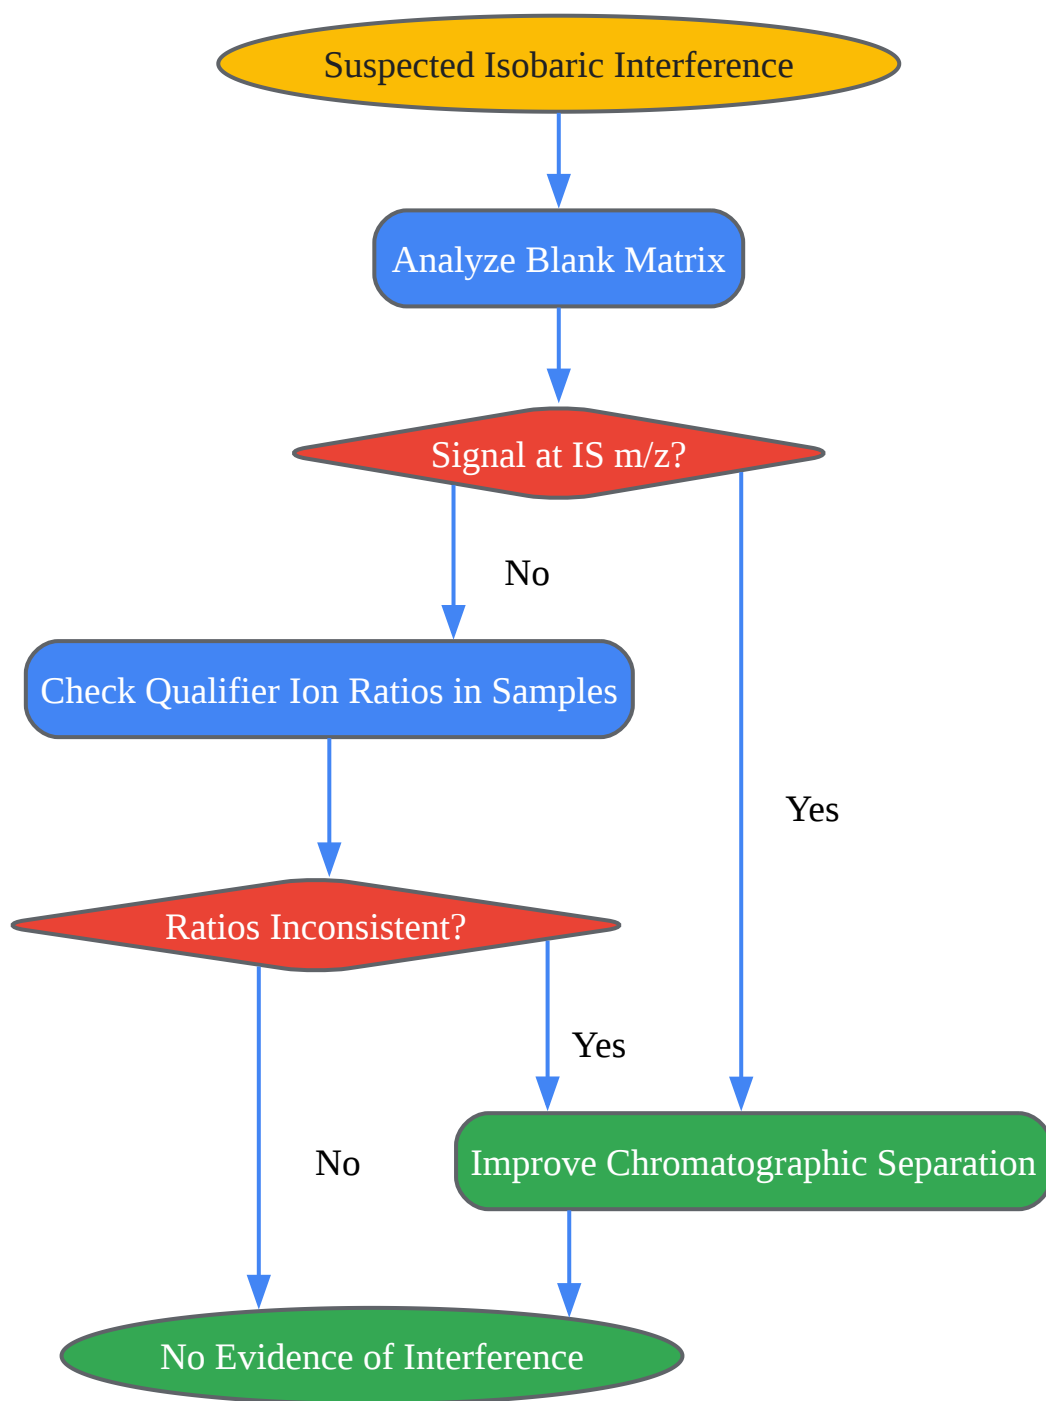 Suspected Isobaric Interference
Analyze Blank Matrix
Signal at IS m/z?
No
Check Qualifier Ion Ratios in Samples
Yes
Ratios Inconsistent?
Yes
No
Improve Chromatographic Separation
No Evidence of Interference